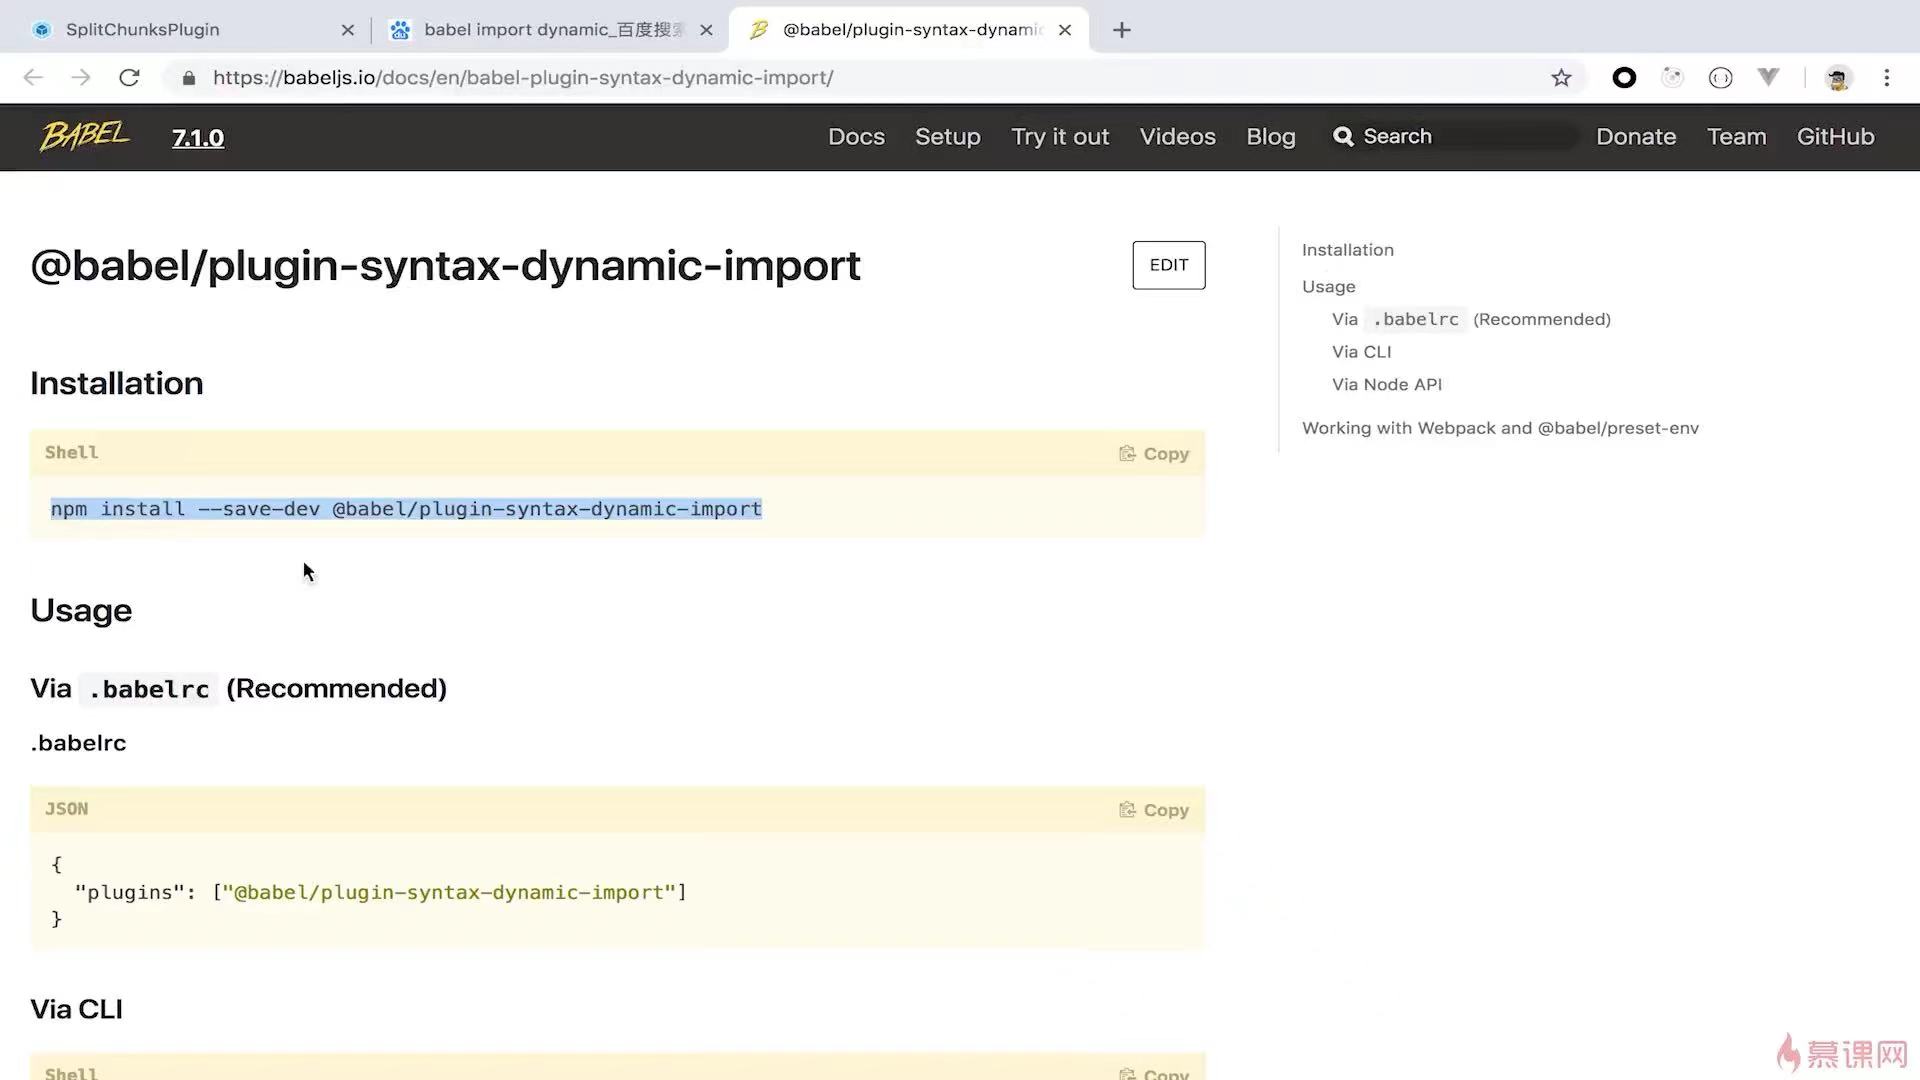 SplitChunksPlugin
babel import dynamic_百度搜索
@babel/plugin-syntax-dynamic
https://babeljs.io/docs/en/babel-plugin-syntax-dynamic-import/
BABEL 7.1.0 Docs Setup Try it out Videos Blog Search Donate Team GitHub
@babel/plugin-syntax-dynamic-import
EDIT
Installation
Shell Copy
npm install --save-dev @babel/plugin-syntax-dynamic-import
Usage
Via .babelrc (Recommended)
.babelrc
JSON Copy
{
"plugins": ["@babel/plugin-syntax-dynamic-import"]
}
Via CLI
Shell Copy
Installation
Usage
Via .babelrc (Recommended)
Via CLI
Via Node API
Working with Webpack and @babel/preset-env
慕课网